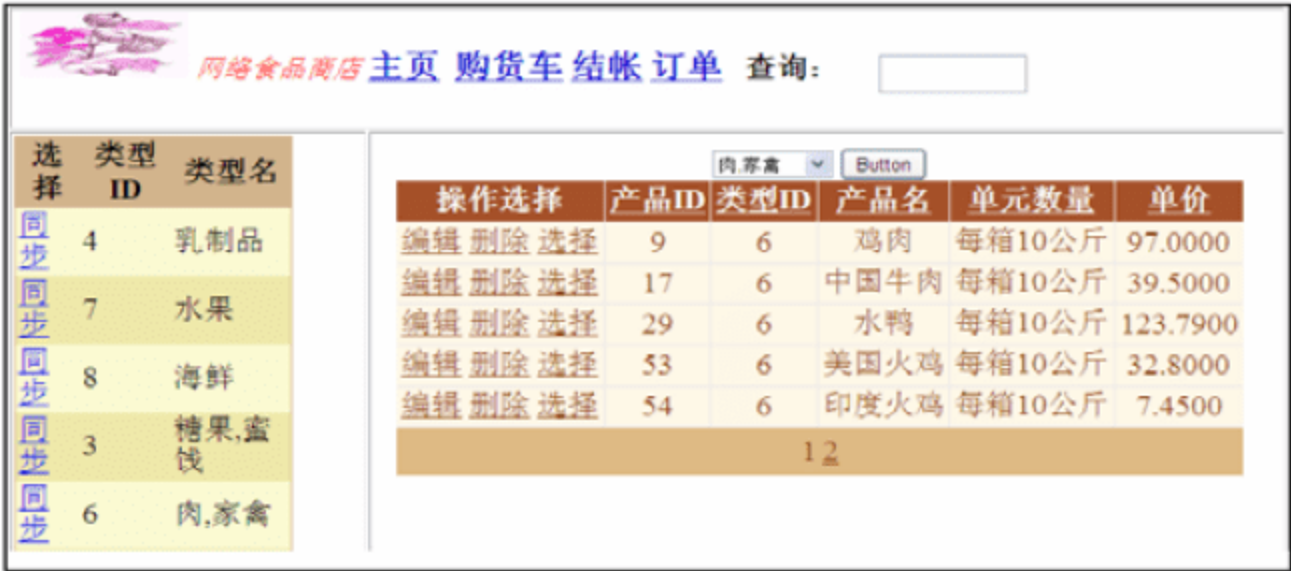 网络食品商店 主页 购货车 结帐 订单 查询:
选择 类型ID 类型名
同步 4 乳制品
同步 7 水果
同步 8 海鲜
同步 3 糖果,蜜饯
同步 6 肉,家禽
肉,家禽 Button
操作选择 产品ID 类型ID 产品名 单元数量 单价
编辑 删除 选择 9 6 鸡肉 每箱10公斤 97.0000
编辑 删除 选择 17 6 中国牛肉 每箱10公斤 39.5000
编辑 删除 选择 29 6 水鸭 每箱10公斤 123.7900
编辑 删除 选择 53 6 美国火鸡 每箱10公斤 32.8000
编辑 删除 选择 54 6 印度火鸡 每箱10公斤 7.4500
1 2